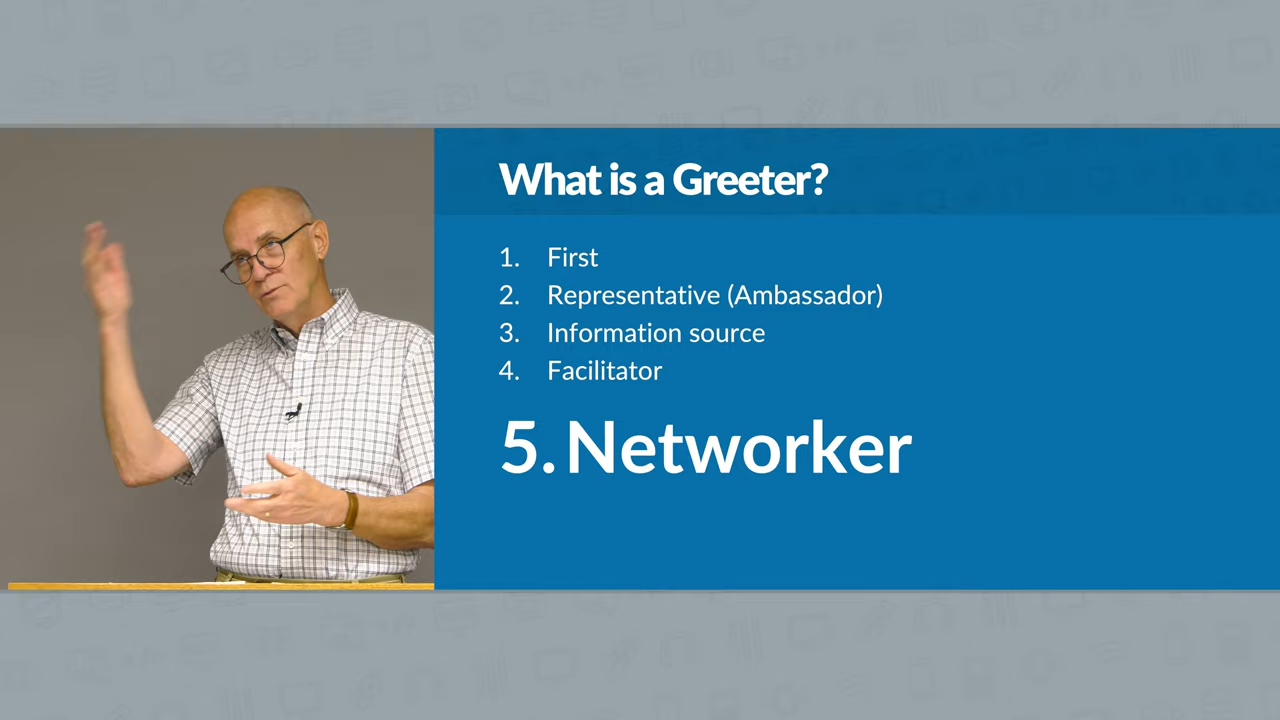 What is a Greeter?
1. First
2. Representative (Ambassador)
3. Information source
4. Facilitator
5. Networker